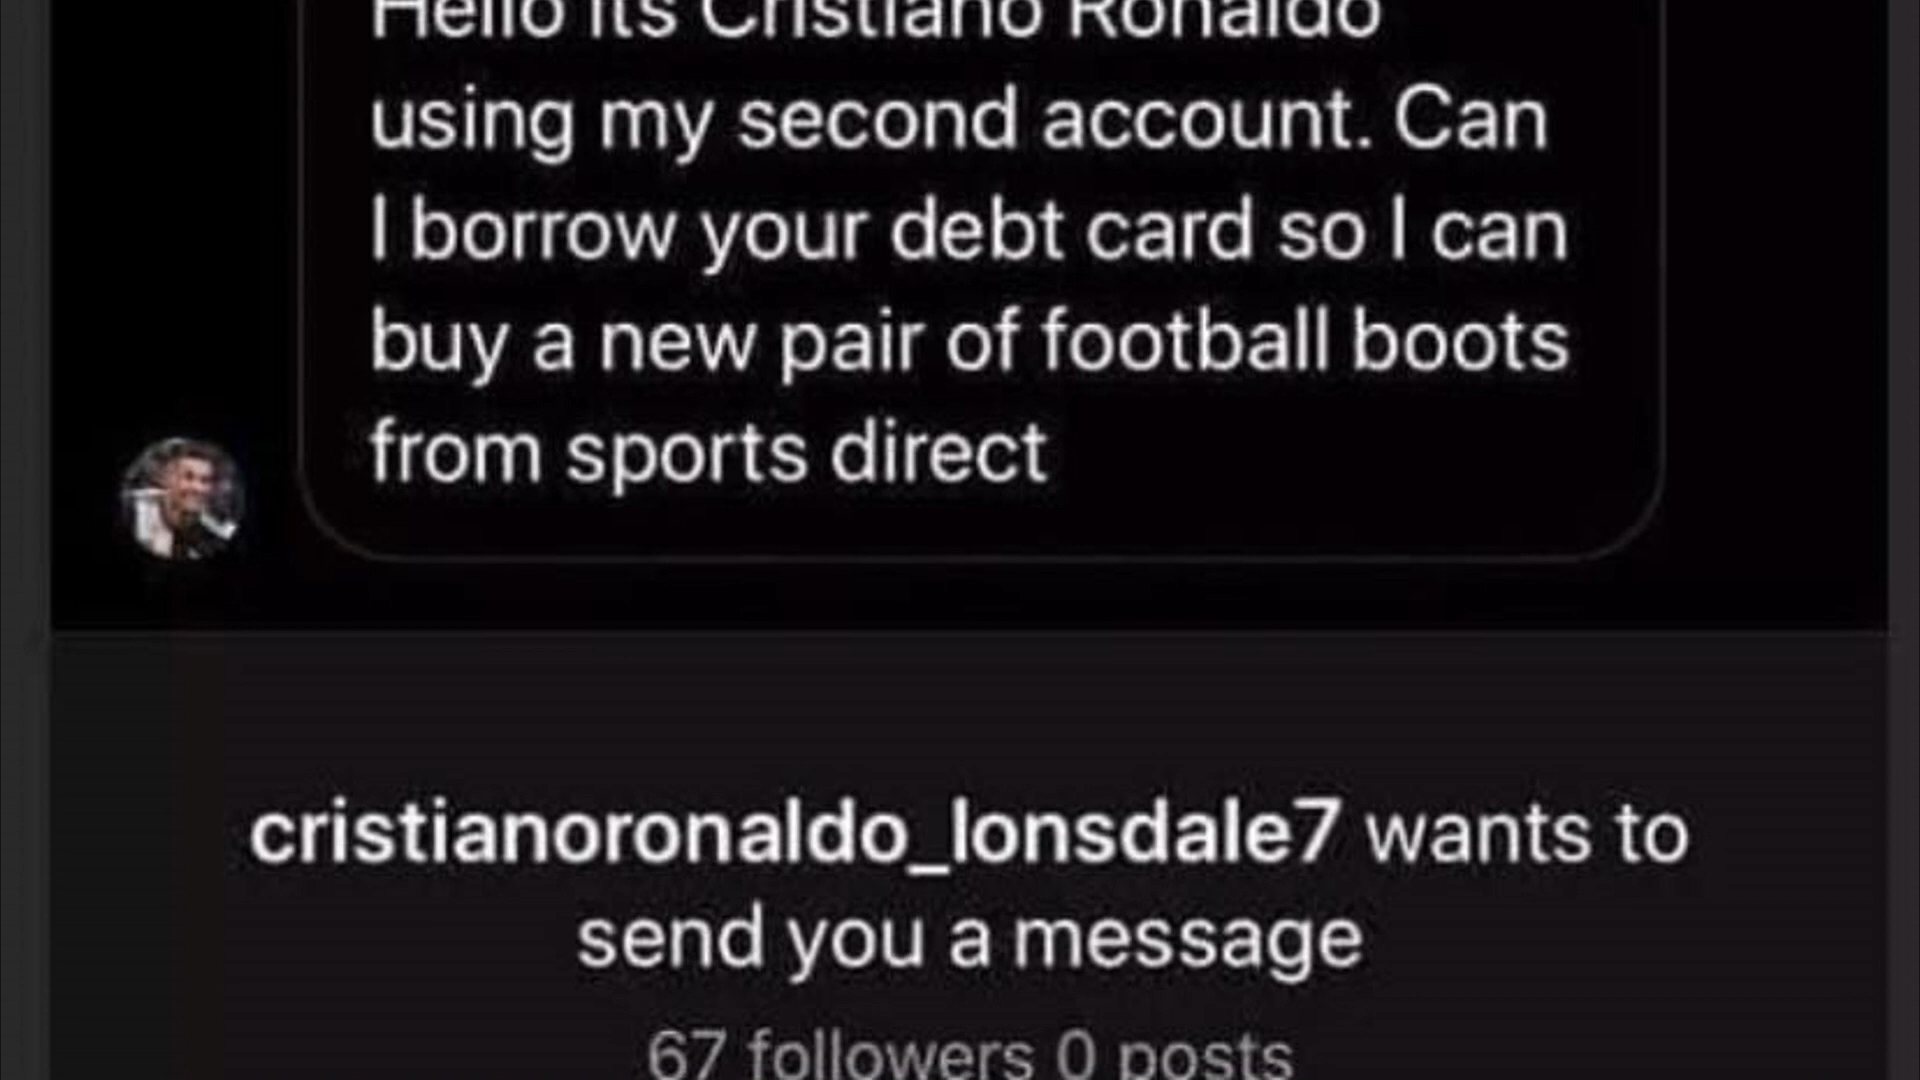 Hello its Cristiano Ronaldo
using my second account. Can
I borrow your debt card so I can
buy a new pair of football boots
from sports direct
cristianoronaldo_lonsdale7 wants to
send you a message
67 followers 0 posts